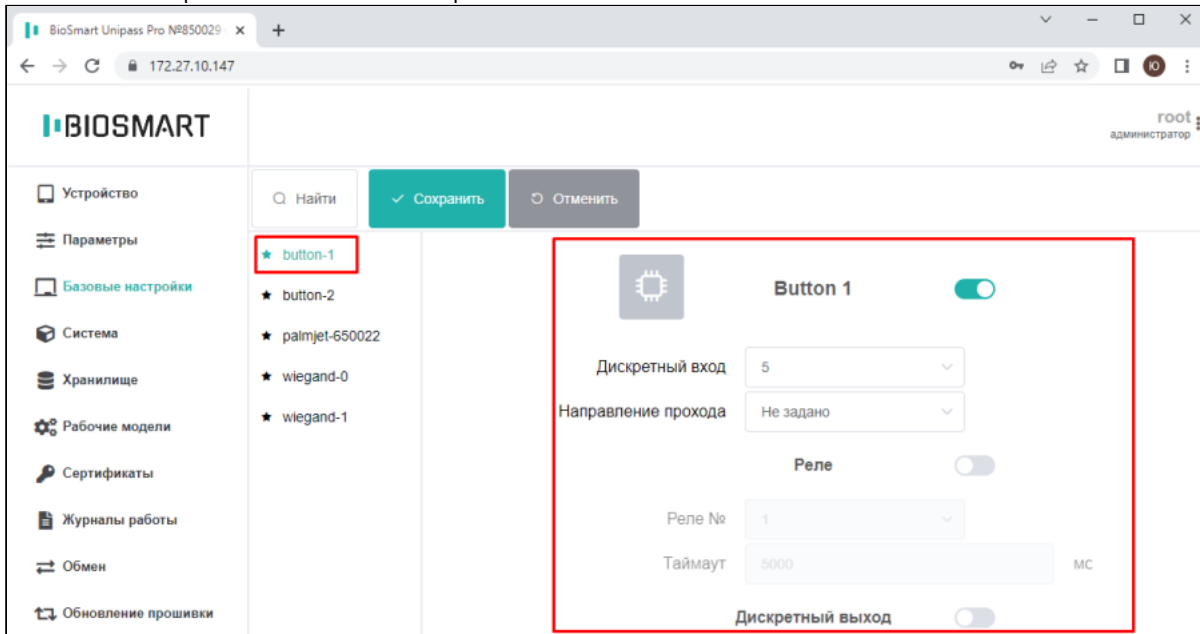 BioSmart Unipass Pro №850029
172.27.10.147
Ю
BIOSMART
root
администратор
Устройство
Параметры
Базовые настройки
Система
Хранилище
Рабочие модели
Сертификаты
Журналы работы
Обмен
Обновление прошивки
Найти
Сохранить
Отменить
button-1
button-2
palmjet-650022
wiegand-0
wiegand-1
Button 1
Дискретный вход 5
Направление прохода Не задано
Реле
Реле № 1
Таймаут 5000 мс
Дискретный выход